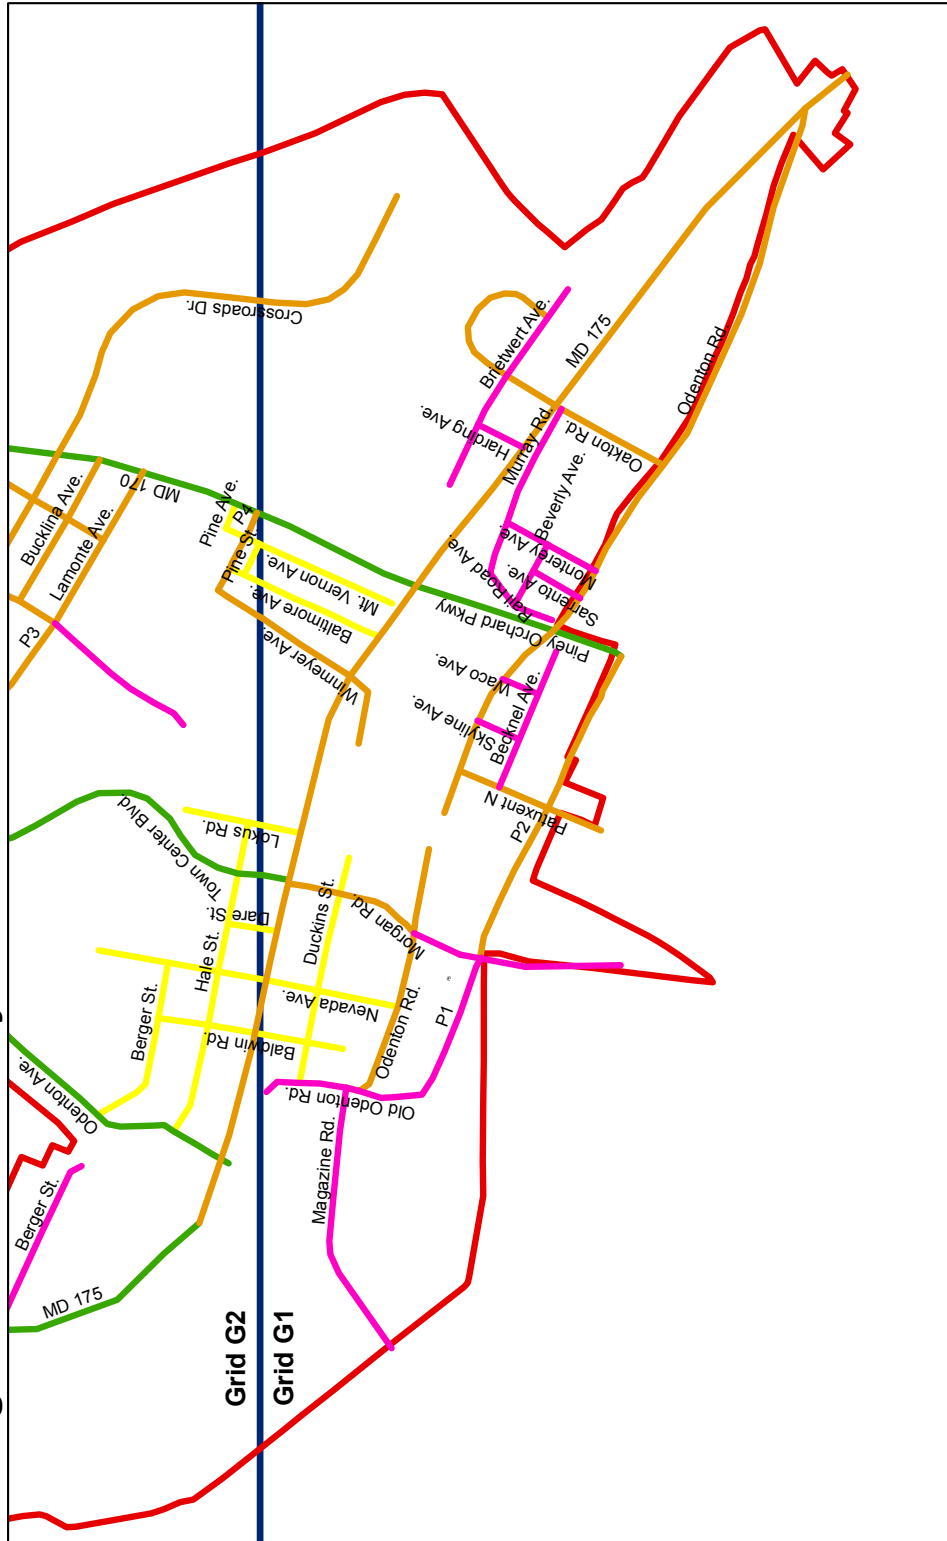 Crossroads Dr.
Brietwert Ave.
MD 175
Odenton Rd.
Harding Ave.
Murray Rd.
Oakton Rd.
MD 170
Bucklina Ave.
Lamonte Ave.
Pine Ave.
P4
Pine St.
Beverly Ave.
Monterey Ave.
Sarrento Ave.
Rail Road Ave.
Mt. Vernon Ave.
Baltimore Ave.
Winmeyer Ave.
P3
Piney Orchard Pkwy
Waco Ave.
Becknel Ave.
Skyline Ave.
Patuxent N
P2
Town Center Blvd.
Lokus Rd.
Dare St.
Duckins St.
Morgan Rd.
Hale St.
Nevada Ave.
Berger St.
Baldwin Rd.
Odenton Rd.
P1
Old Odenton Rd.
Odenton Ave.
Magazine Rd.
Berger St.
MD 175
Grid G2
Grid G1